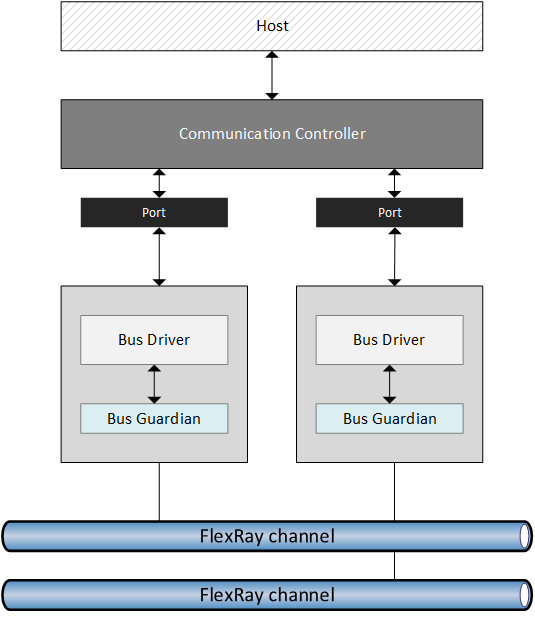 Host
Communication Controller
Port
Port
Bus Driver
Bus Driver
Bus Guardian
Bus Guardian
FlexRay channel
FlexRay channel